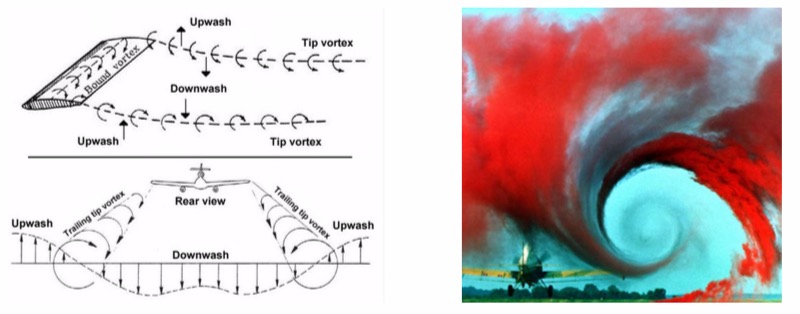 Upwash
Tip vortex
Bound vortex
Downwash
Upwash
Tip vortex
Rear view
Trailing tip vortex
Trailing tip vortex
Upwash
Upwash
Downwash